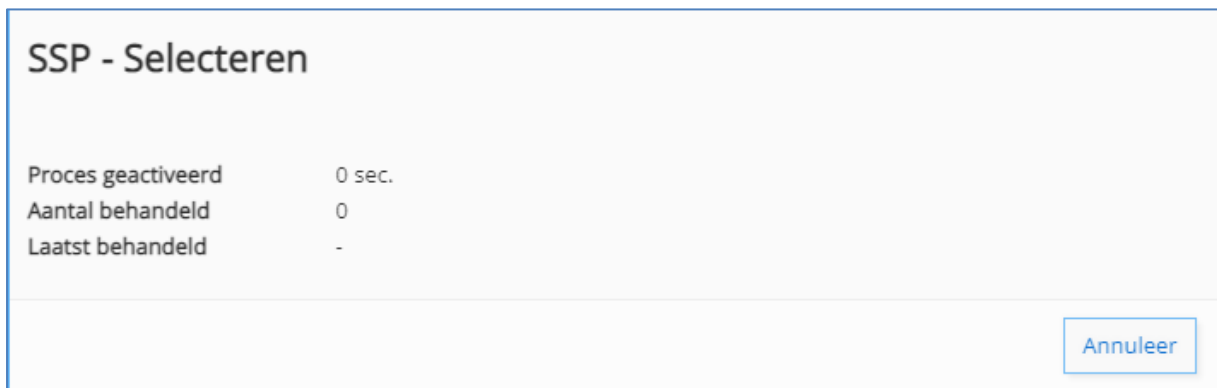 SSP - Selecteren
Proces geactiveerd 0 sec.
Aantal behandeld 0
Laatst behandeld -
Annuleer